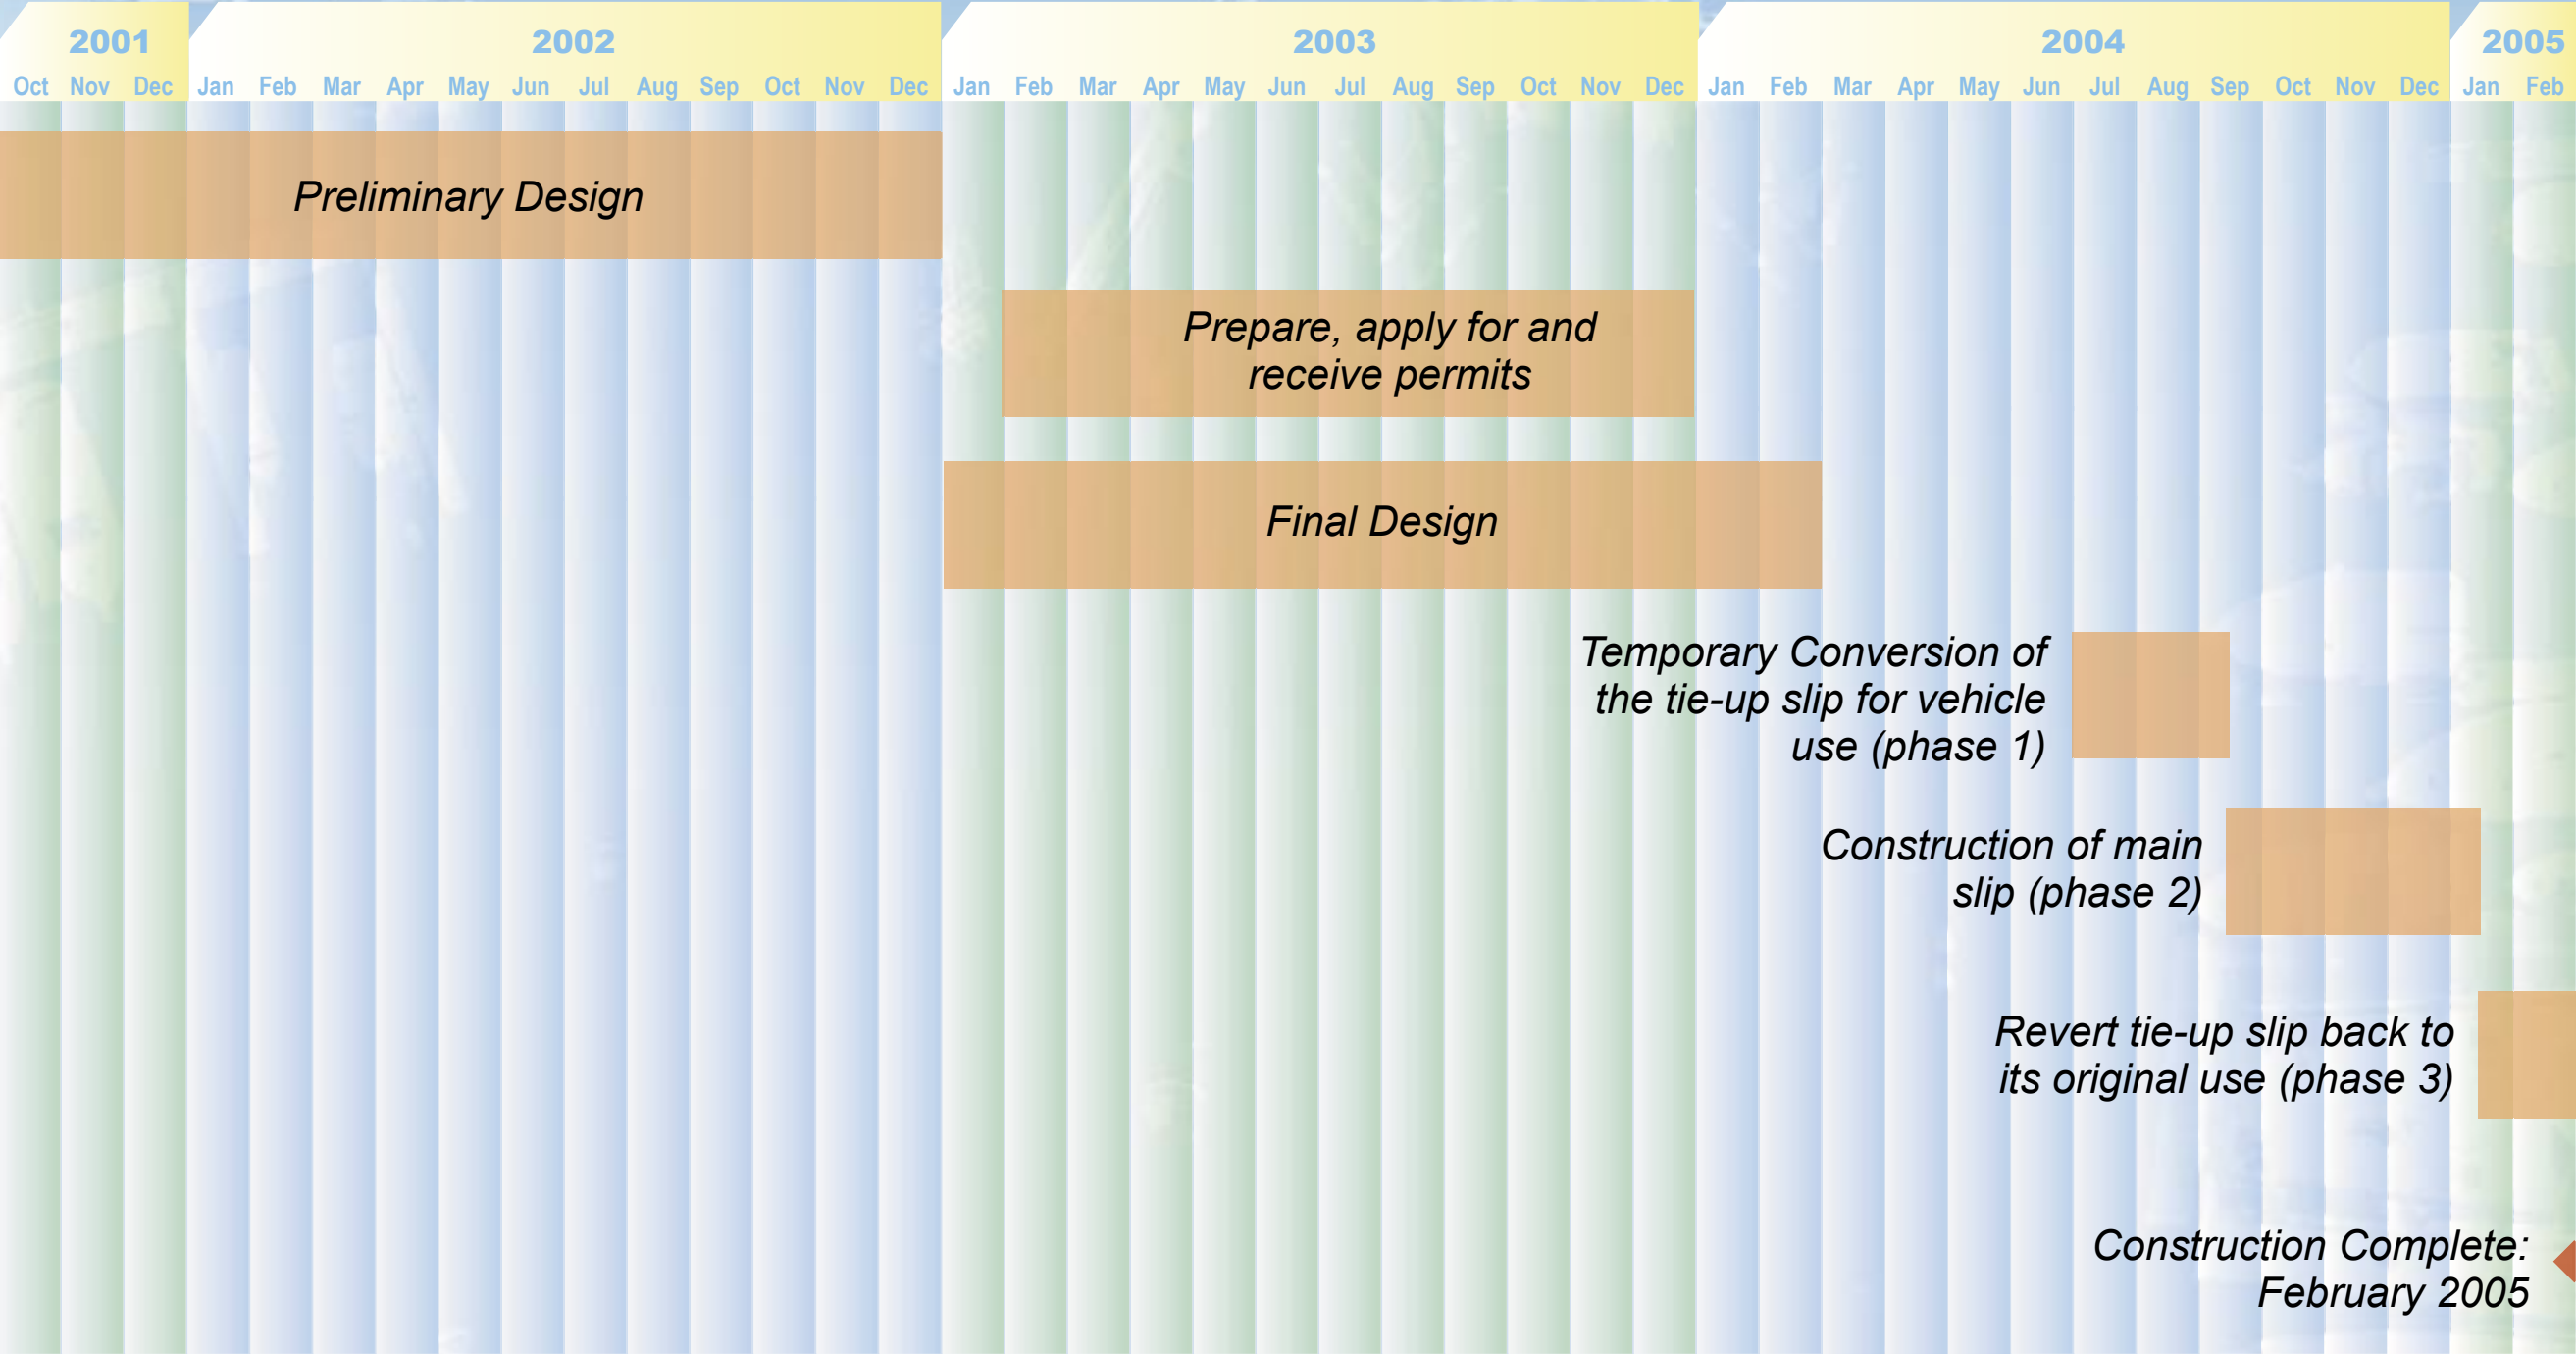 2001 2002 2003 2004 2005
Oct Nov Dec Jan Feb Mar Apr May Jun Jul Aug Sep Oct Nov Dec Jan Feb Mar Apr May Jun Jul Aug Sep Oct Nov Dec Jan Feb Mar Apr May Jun Jul Aug Sep Oct Nov Dec Jan Feb
Preliminary Design
Prepare, apply for and
receive permits
Final Design
Temporary Conversion of
the tie-up slip for vehicle
use (phase 1)
Construction of main
slip (phase 2)
Revert tie-up slip back to
its original use (phase 3)
Construction Complete:
February 2005